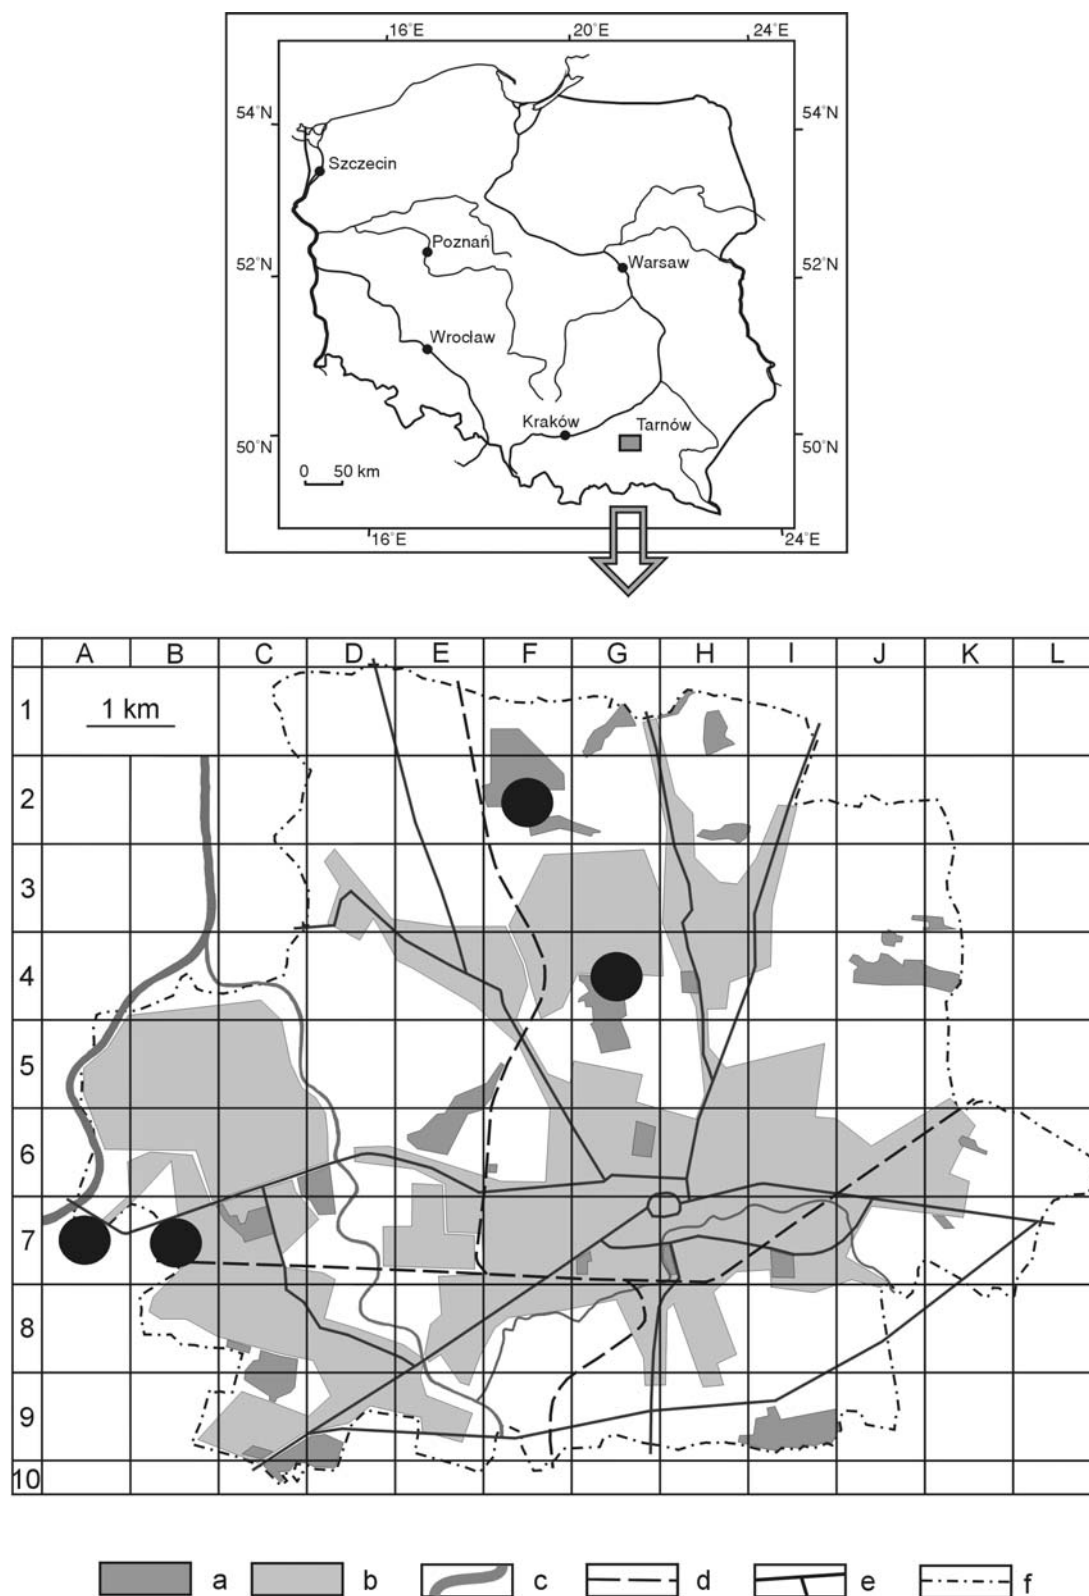 16°E 20°E 24°E
54°N 54°N
Szczecin
Poznań
52°N Warsaw 52°N
Wrocław
Kraków Tarnów
50°N 50°N
0 50 km
16°E 24°E
A B C D E F G H I J K L
1
1 km
2
3
4
5
6
7
8
9
10
a b c d e f